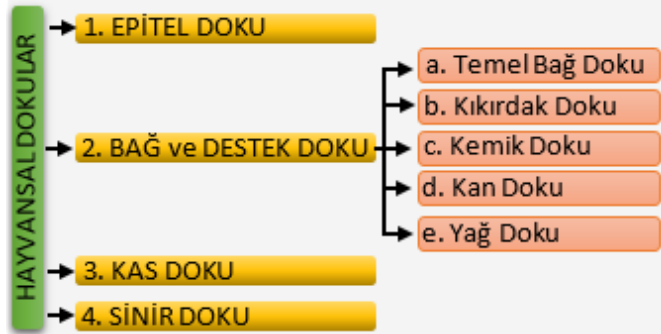 HAYVANSAL DOKULAR
1. EPİTEL DOKU
2. BAĞ ve DESTEK DOKU
a. Temel Bağ Doku
b. Kıkırdak Doku
c. Kemik Doku
d. Kan Doku
e. Yağ Doku
3. KAS DOKU
4. SİNİR DOKU